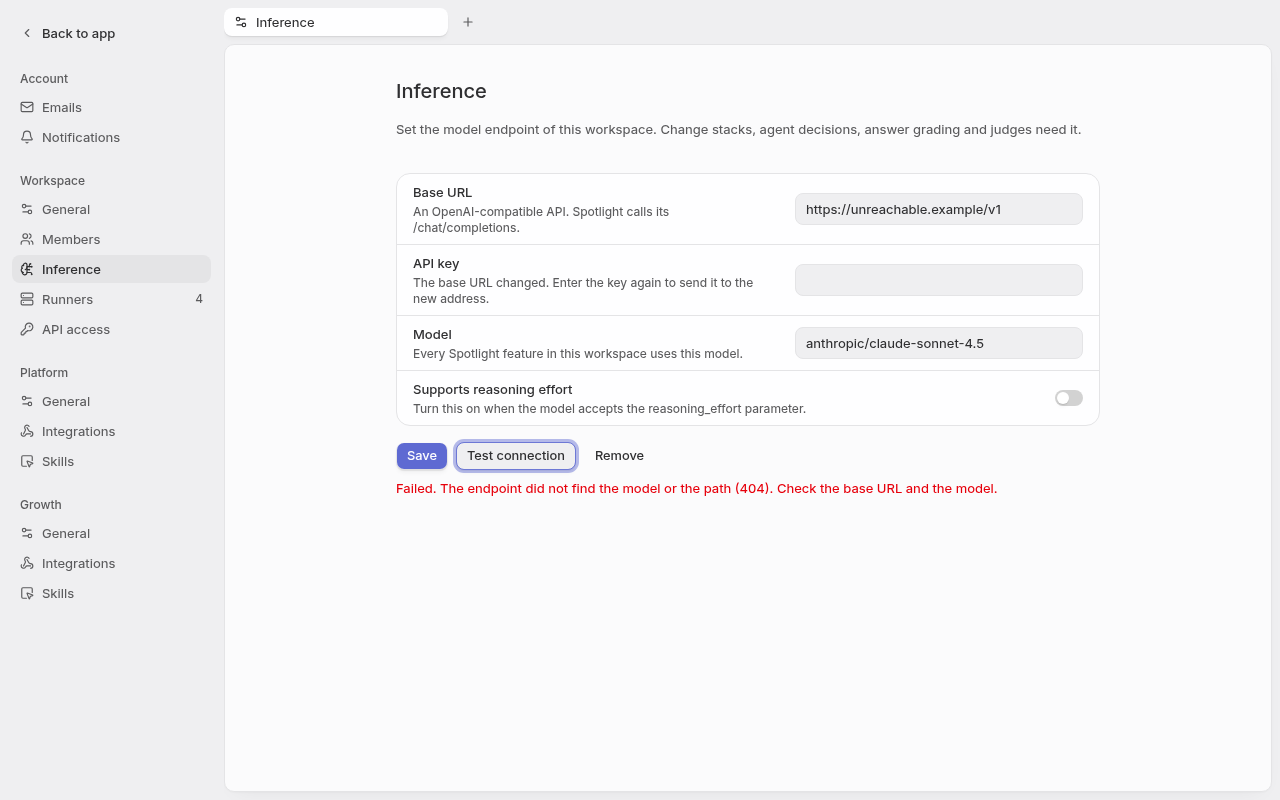 Back to app
Account
Emails
Notifications
Workspace
General
Members
Inference
Runners 4
API access
Platform
General
Integrations
Skills
Growth
General
Integrations
Skills
Inference
Inference
Set the model endpoint of this workspace. Change stacks, agent decisions, answer grading and judges need it.
Base URL
An OpenAI-compatible API. Spotlight calls its
/chat/completions.
https://unreachable.example/v1
API key
The base URL changed. Enter the key again to send it to the
new address.
Model
Every Spotlight feature in this workspace uses this model.
anthropic/claude-sonnet-4.5
Supports reasoning effort
Turn this on when the model accepts the reasoning_effort parameter.
Save Test connection Remove
Failed. The endpoint did not find the model or the path (404). Check the base URL and the model.